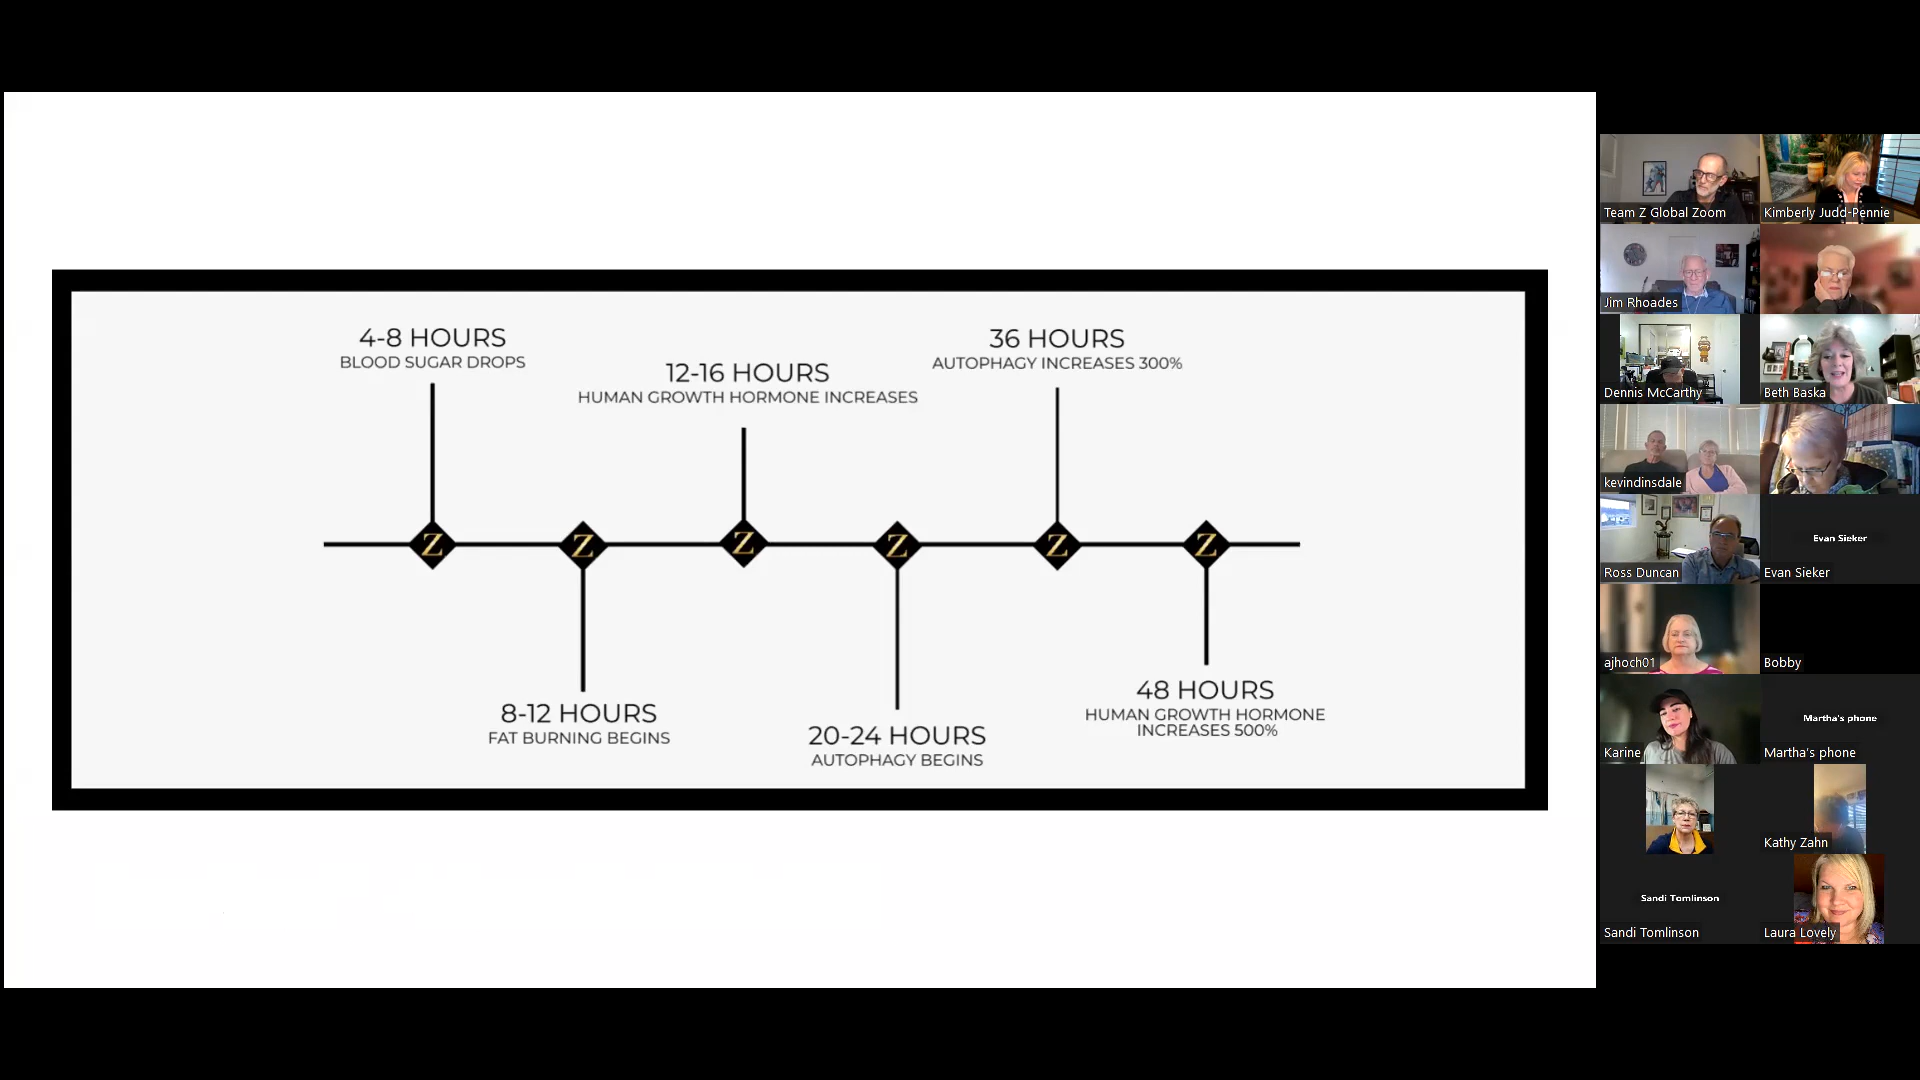 4-8 HOURS
BLOOD SUGAR DROPS
12-16 HOURS
HUMAN GROWTH HORMONE INCREASES
36 HOURS
AUTOPHAGY INCREASES 300%
Z
Z
Z
Z
Z
Z
8-12 HOURS
FAT BURNING BEGINS
20-24 HOURS
AUTOPHAGY BEGINS
48 HOURS
HUMAN GROWTH HORMONE
INCREASES 500%
Team Z Global Zoom
Kimberly Judd-Pennie
Jim Rhoades
Dennis McCarthy
Beth Baska
kevindinsdale
Ross Duncan
Evan Sieker
Evan Sieker
ajhoch01
Bobby
Karine
Martha's phone
Martha's phone
Kathy Zahn
Sandi Tomlinson
Sandi Tomlinson
Laura Lovely